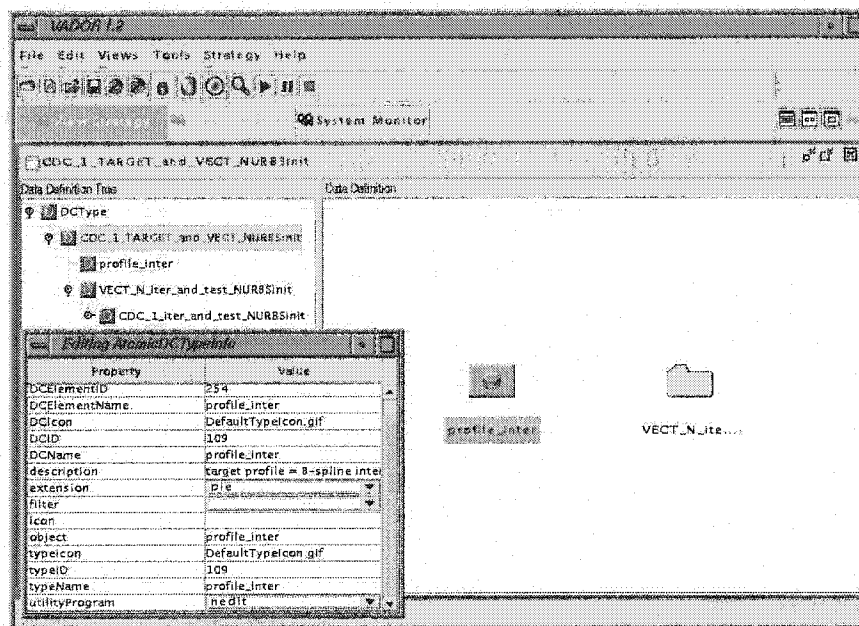 VADOR 1.2
File Edit Views Tools Strategy Help
System Monitor
CDC_1_TARGET_and_VECT_NURBSinit
Data Definition Tree
Data Definition
DCType
CDC_1_TARGET_and_VECT_NURBSinit
profile_inter
VECT_N_iter_and_test_NURBSinit
CDC_1_iter_and_test_NURBSinit
Editing AtomicDCTypeInfo
Property Value
DCElementID 254
DCElementName profile_inter
DCIcon DefaultTypeIcon.gif
DCID 109
DCName profile_inter
description target profile = B-spline inter
extension pie
filter
icon
object profile_inter
typeIcon DefaultTypeIcon.gif
typeID 109
typeName profile_inter
utilityProgram nedit
profile_inter
VECT_N_ite...